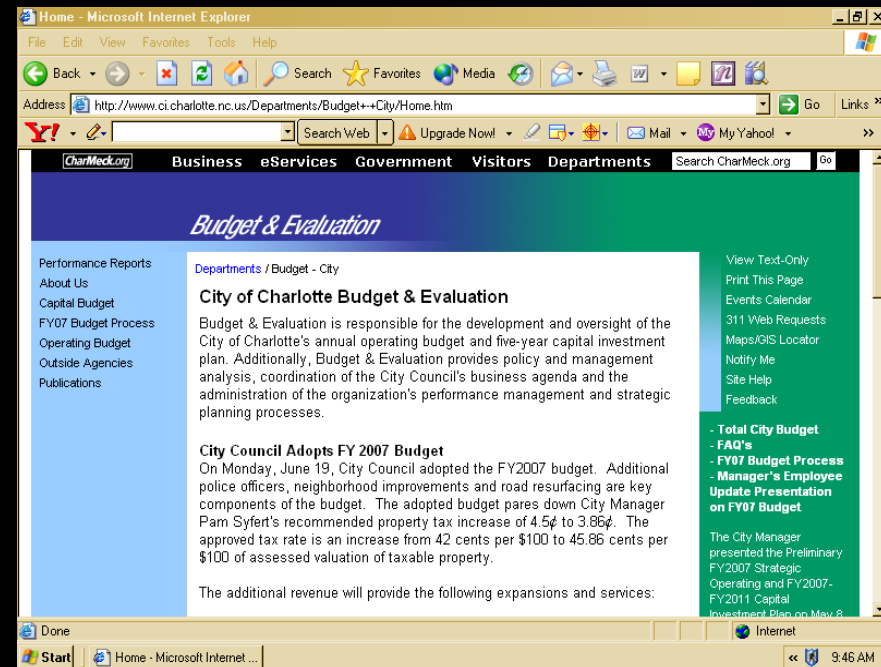 Home - Microsoft Internet Explorer
File Edit View Favorites Tools Help
Back Search Favorites Media
Address http://www.ci.charlotte.nc.us/Departments/Budget+-+City/Home.htm Go Links »
Y! Search Web Upgrade Now! Mail My My Yahoo! »
CharMeck.org Business eServices Government Visitors Departments Search CharMeck.org Go
Budget & Evaluation
Performance Reports
About Us
Capital Budget
FY07 Budget Process
Operating Budget
Outside Agencies
Publications
Departments / Budget - City
City of Charlotte Budget & Evaluation
Budget & Evaluation is responsible for the development and oversight of the
City of Charlotte's annual operating budget and five-year capital investment
plan. Additionally, Budget & Evaluation provides policy and management
analysis, coordination of the City Council's business agenda and the
administration of the organization's performance management and strategic
planning processes.
City Council Adopts FY 2007 Budget
On Monday, June 19, City Council adopted the FY2007 budget. Additional
police officers, neighborhood improvements and road resurfacing are key
components of the budget. The adopted budget pares down City Manager
Pam Syfert's recommended property tax increase of 4.5¢ to 3.86¢. The
approved tax rate is an increase from 42 cents per $100 to 45.86 cents per
$100 of assessed valuation of taxable property.
The additional revenue will provide the following expansions and services:
View Text-Only
Print This Page
Events Calendar
311 Web Requests
Maps/GIS Locator
Notify Me
Site Help
Feedback
- Total City Budget
- FAQ's
- FY07 Budget Process
- Manager's Employee
Update Presentation
on FY07 Budget
The City Manager
presented the Preliminary
FY2007 Strategic
Operating and FY2007-
FY2011 Capital
Investment Plan on May 8
Done Internet
Start Home - Microsoft Internet ... « 9:46 AM